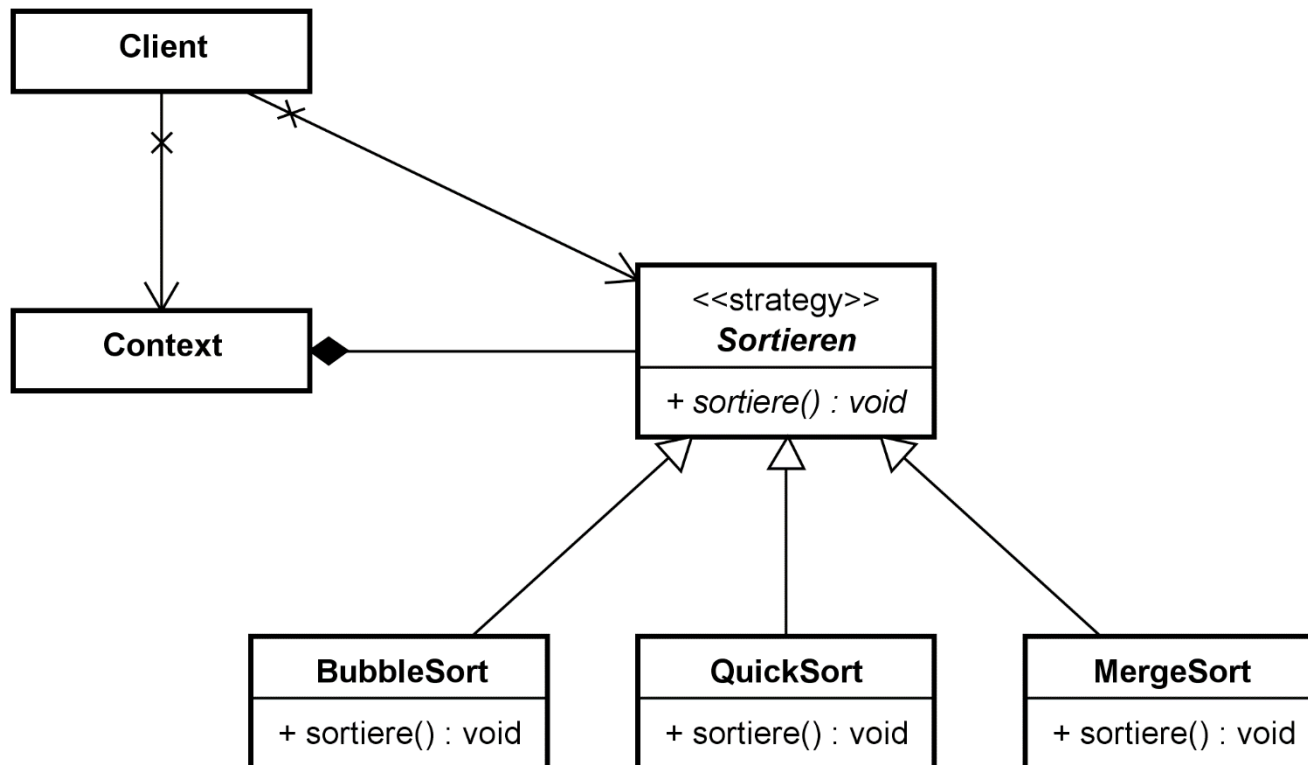 Client
Context
<<strategy>>
Sortieren
+ sortiere() : void
BubbleSort
+ sortiere() : void
QuickSort
+ sortiere() : void
MergeSort
+ sortiere() : void